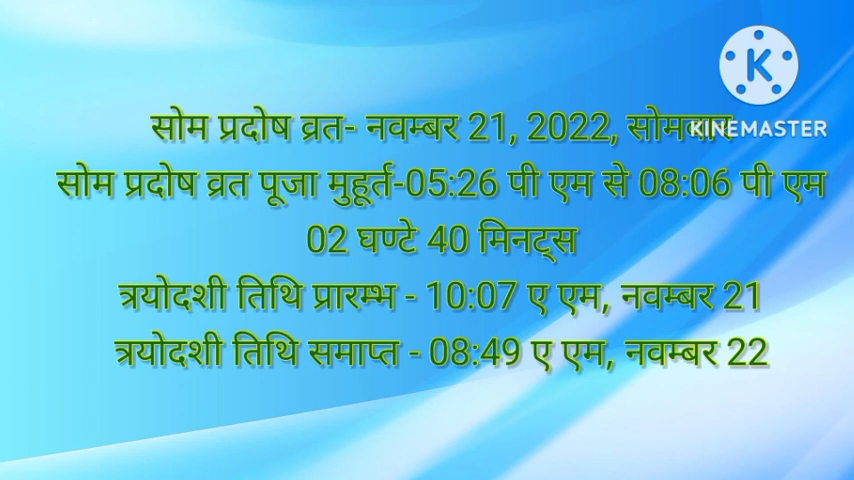 सोम प्रदोष व्रत- नवम्बर 21, 2022, सोमवार
KINEMASTER
सोम प्रदोष व्रत पूजा मुहूर्त-05:26 पी एम से 08:06 पी एम
02 घण्टे 40 मिनट्स
त्रयोदशी तिथि प्रारम्भ - 10:07 ए एम, नवम्बर 21
त्रयोदशी तिथि समाप्त - 08:49 ए एम, नवम्बर 22